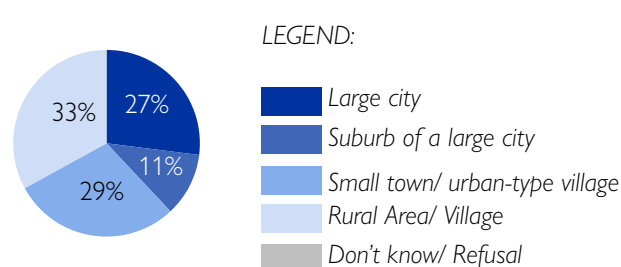 LEGEND:
33%
27%
11%
29%
Large city
Suburb of a large city
Small town/ urban-type village
Rural Area/ Village
Don't know/ Refusal